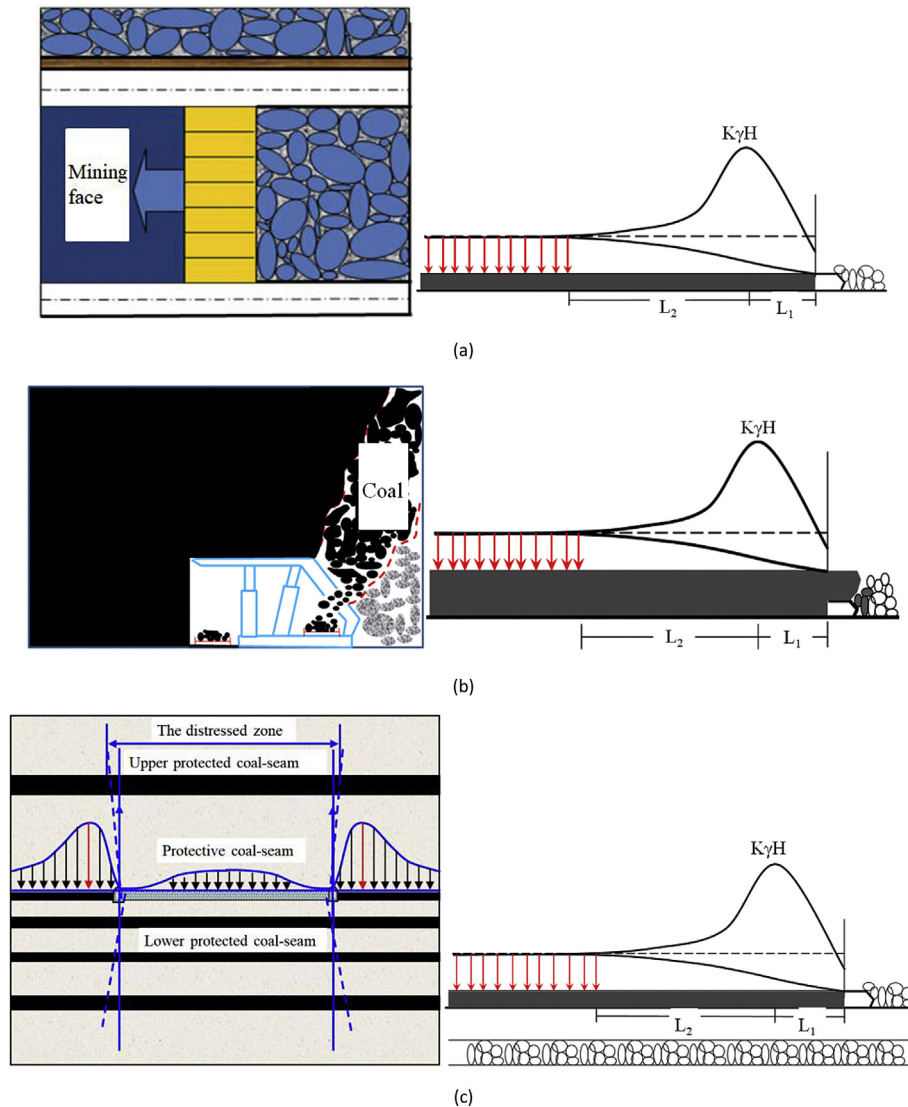 Mining
face
KγH
L₂
L₁
(a)
Coal
KγH
L₂
L₁
(b)
The distressed zone
Upper protected coal-seam
Protective coal-seam
Lower protected coal-seam
KγH
L₂
L₁
(c)